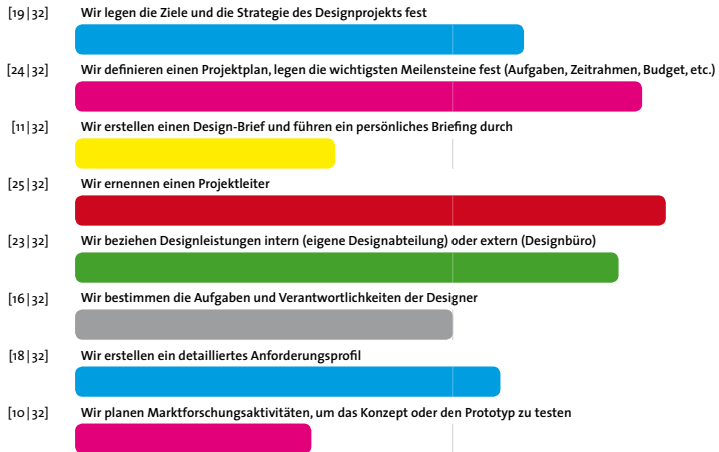 [19|32] Wir legen die Ziele und die Strategie des Designprojekts fest
[24|32] Wir definieren einen Projektplan, legen die wichtigsten Meilensteine fest (Aufgaben, Zeitrahmen, Budget, etc.)
[11|32] Wir erstellen einen Design-Brief und führen ein persönliches Briefing durch
[25|32] Wir ernennen einen Projektleiter
[23|32] Wir beziehen Designleistungen intern (eigene Designabteilung) oder extern (Designbüro)
[16|32] Wir bestimmen die Aufgaben und Verantwortlichkeiten der Designer
[18|32] Wir erstellen ein detailliertes Anforderungsprofil
[10|32] Wir planen Marktforschungsaktivitäten, um das Konzept oder den Prototyp zu testen